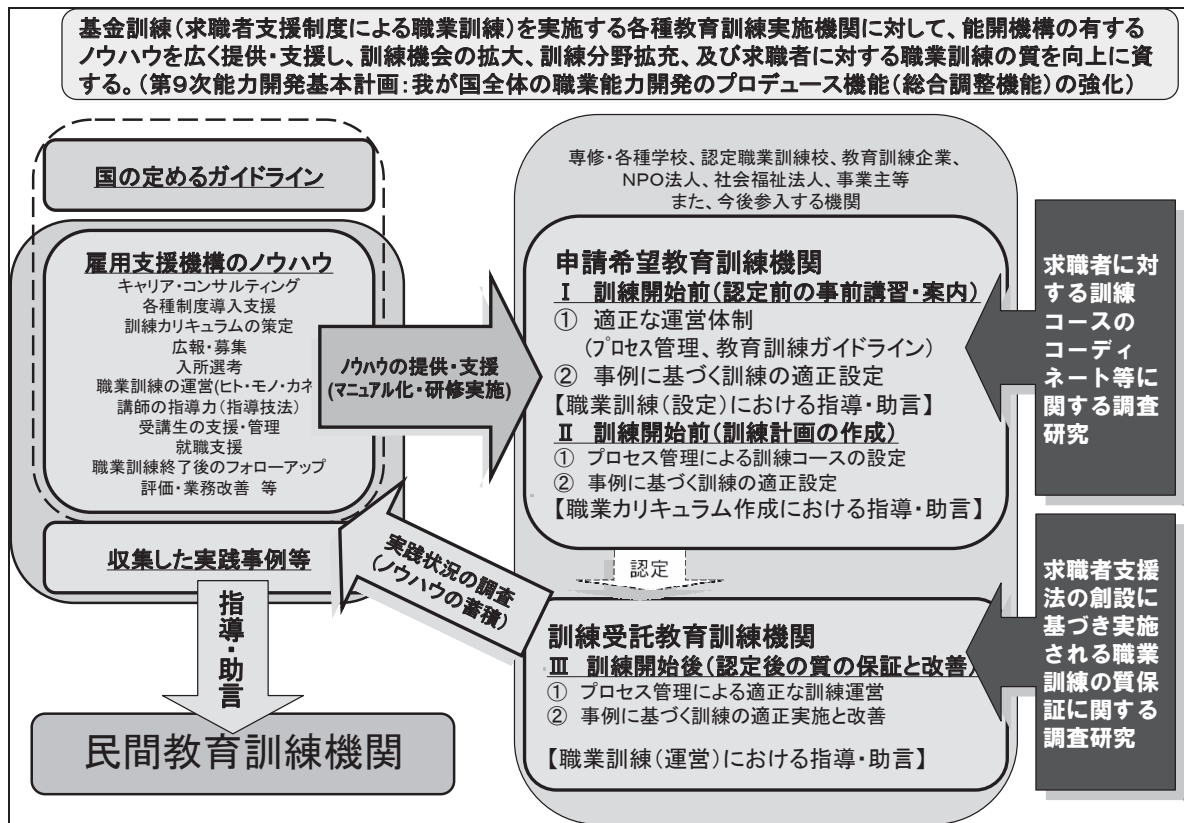 基金訓練(求職者支援制度による職業訓練)を実施する各種教育訓練実施機関に対して、能開機構の有する
ノウハウを広く提供・支援し、訓練機会の拡大、訓練分野拡充、及び求職者に対する職業訓練の質を向上に資
する。(第9次能力開発基本計画:我が国全体の職業能力開発のプロデュース機能(総合調整機能)の強化)
国の定めるガイドライン
雇用支援機構のノウハウ
キャリア・コンサルティング
各種制度導入支援
訓練カリキュラムの策定
広報・募集
入所選考
職業訓練の運営(ヒト・モノ・カネ
講師の指導力(指導技法)
受講生の支援・管理
就職支援
職業訓練終了後のフォローアップ
評価・業務改善 等
収集した実践事例等
指導・助言
民間教育訓練機関
ノウハウの提供・支援
(マニュアル化・研修実施)
実践状況の調査
(ノウハウの蓄積)
専修・各種学校、認定職業訓練校、教育訓練企業、
NPO法人、社会福祉法人、事業主等
また、今後参入する機関
申請希望教育訓練機関
Ⅰ 訓練開始前(認定前の事前講習・案内)
① 適正な運営体制
(プロセス管理、教育訓練ガイドライン)
② 事例に基づく訓練の適正設定
【職業訓練(設定)における指導・助言】
Ⅱ 訓練開始前(訓練計画の作成)
① プロセス管理による訓練コースの設定
② 事例に基づく訓練の適正設定
【職業カリキュラム作成における指導・助言】
認定
訓練受託教育訓練機関
Ⅲ 訓練開始後(認定後の質の保証と改善)
① プロセス管理による適正な訓練運営
② 事例に基づく訓練の適正実施と改善
【職業訓練(運営)における指導・助言】
求職者に対
する訓練
コースの
コーディ
ネート等に
関する調査
研究
求職者支援
法の創設に
基づき実施
される職業
訓練の質保
証に関する
調査研究